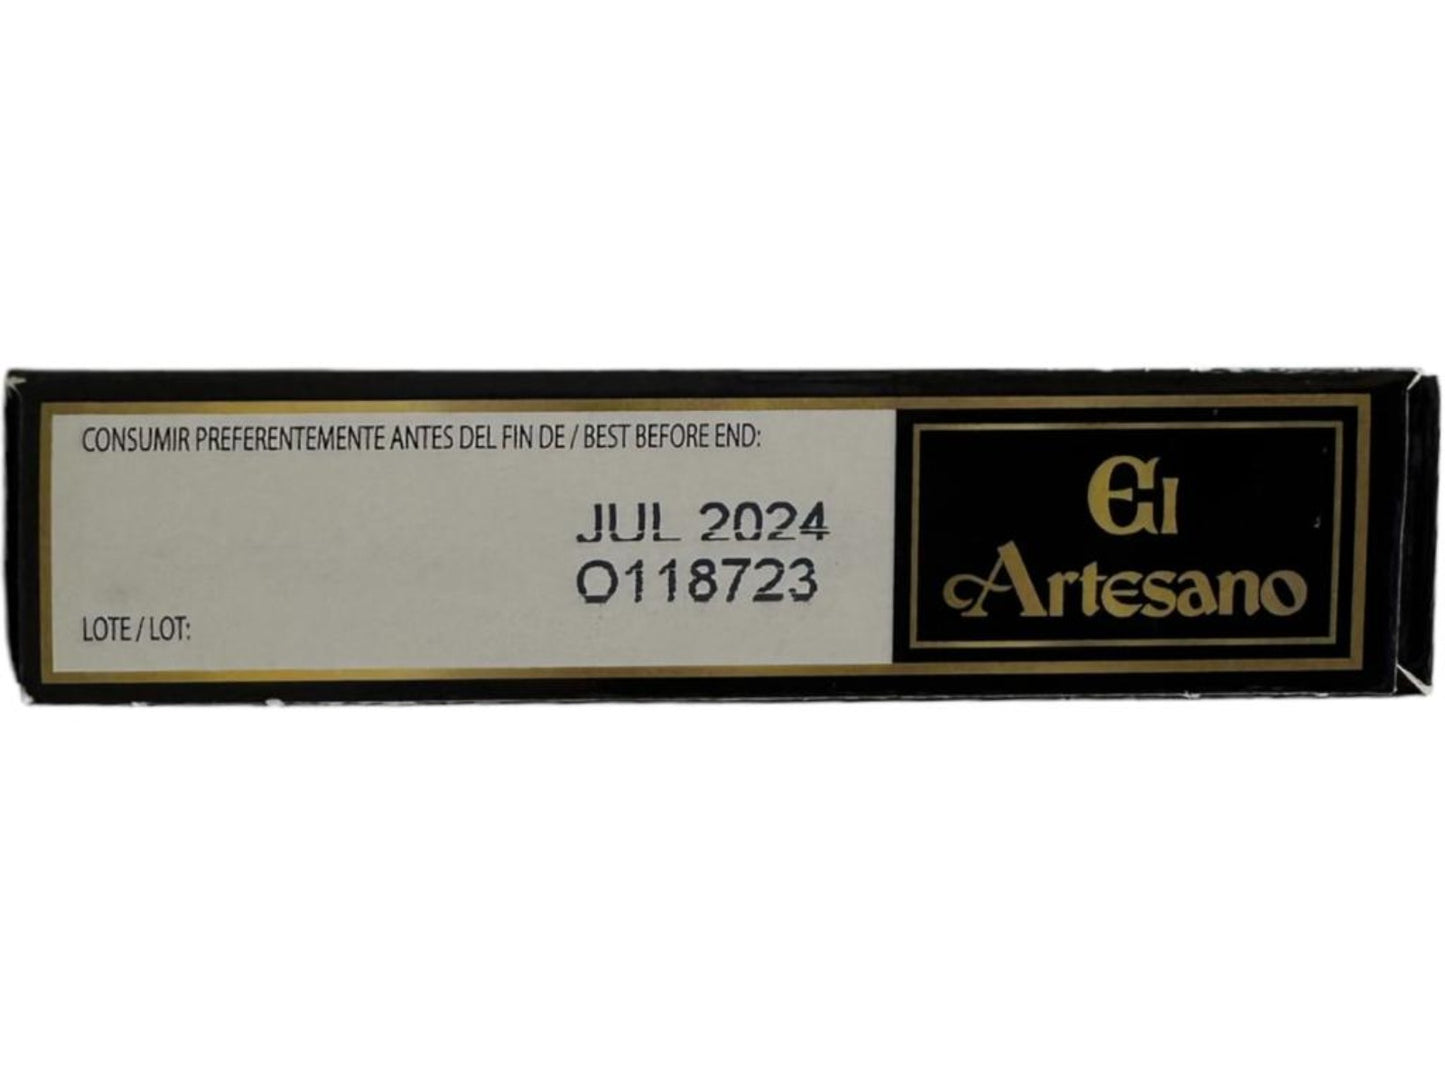 CONSUMIR PREFERENTEMENTE ANTES DEL FIN DE / BEST BEFORE END:
JUL 2024
O118723
LOTE / LOT:
El
Artesano